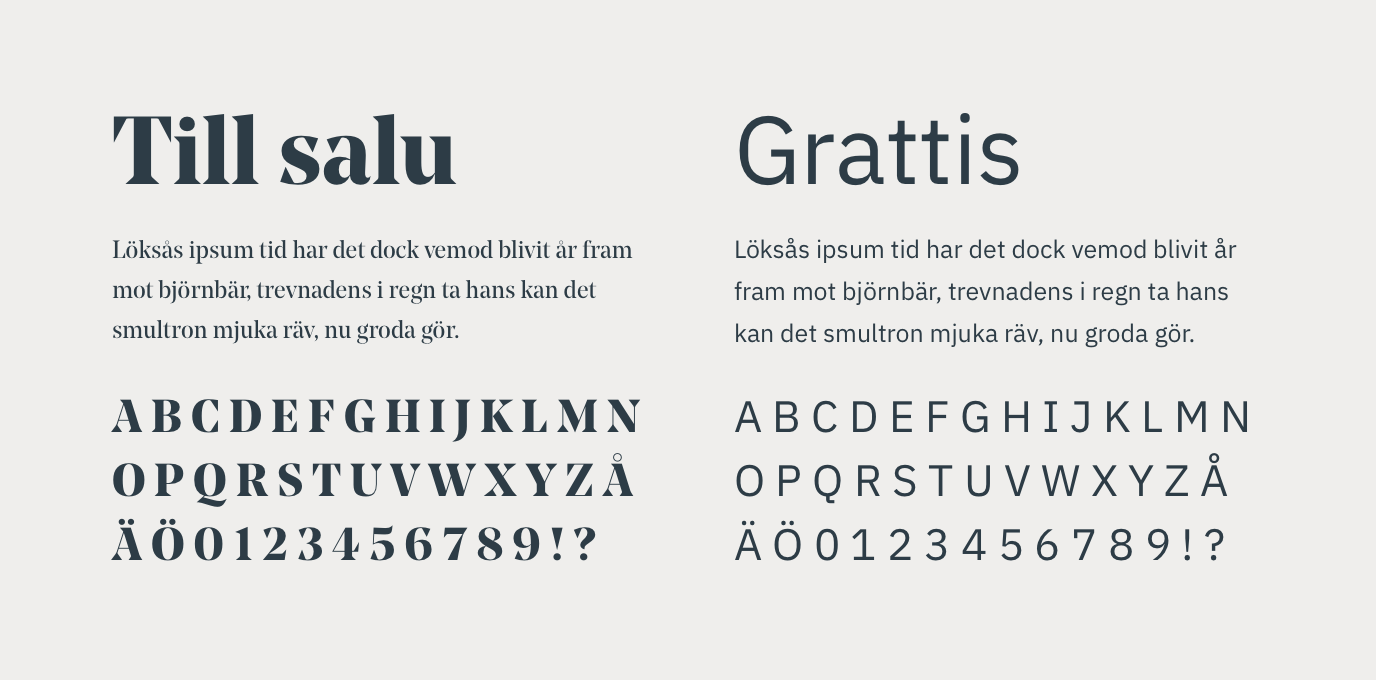 Till salu
Löksås ipsum tid har det dock vemod blivit år fram
mot björnbär, trevnadens i regn ta hans kan det
smultron mjuka räv, nu groda gör.
A B C D E F G H I J K L M N
O P Q R S T U V W X Y Z Å
Ä Ö 0 1 2 3 4 5 6 7 8 9 ! ?
Grattis
Löksås ipsum tid har det dock vemod blivit år
fram mot björnbär, trevnadens i regn ta hans
kan det smultron mjuka räv, nu groda gör.
A B C D E F G H I J K L M N
O P Q R S T U V W X Y Z Å
Ä Ö 0 1 2 3 4 5 6 7 8 9 ! ?